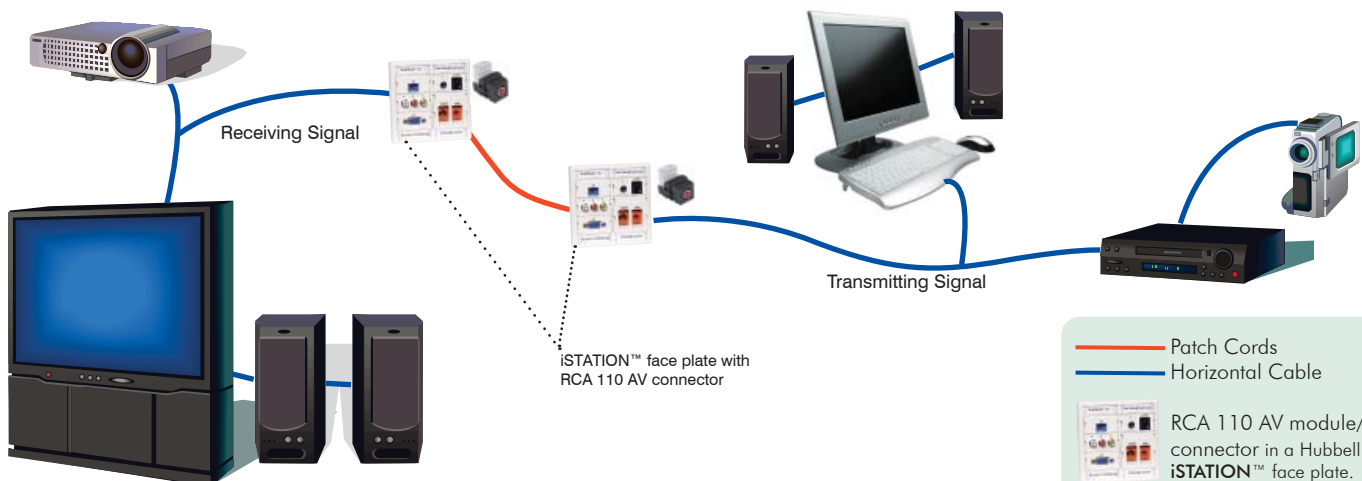 Receiving Signal
Transmitting Signal
iSTATION™ face plate with
RCA 110 AV connector
Patch Cords
Horizontal Cable
RCA 110 AV module/
connector in a Hubbell
iSTATION™ face plate.